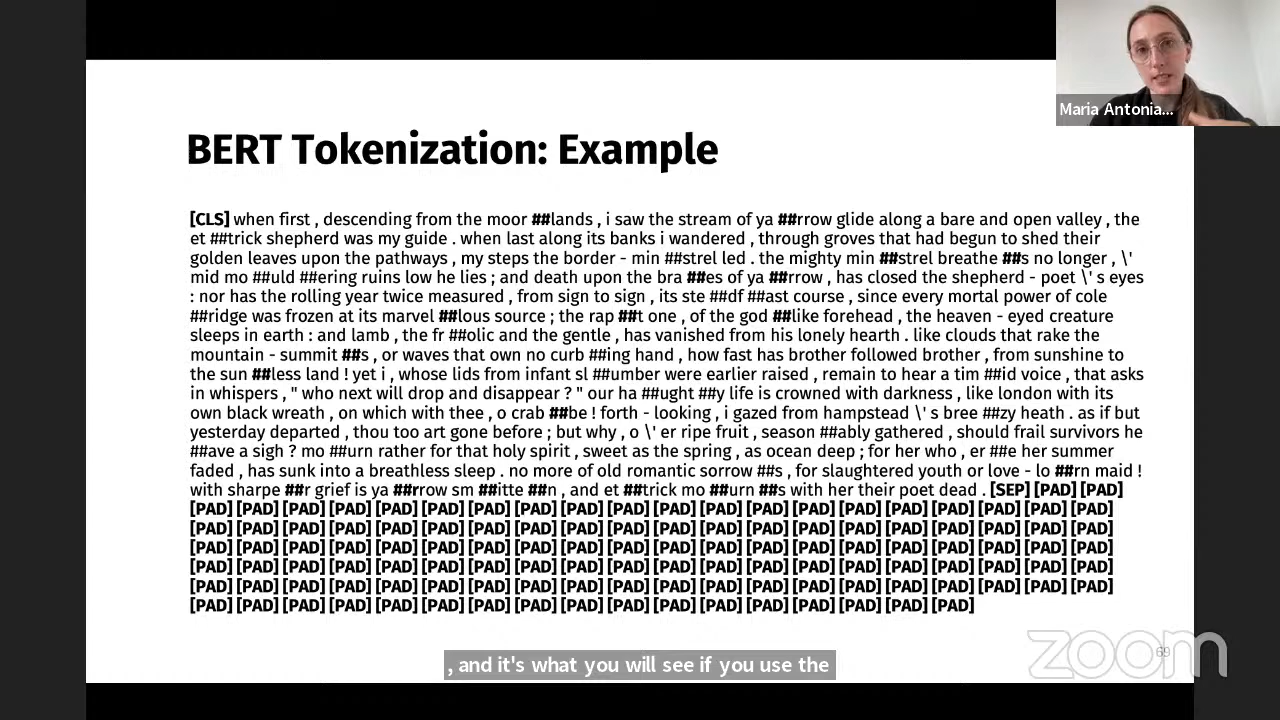 Maria Antonia...
BERT Tokenization: Example
[CLS] when first , descending from the moor ##lands , i saw the stream of ya ##rrow glide along a bare and open valley , the
et ##trick shepherd was my guide . when last along its banks i wandered , through groves that had begun to shed their
golden leaves upon the pathways , my steps the border - min ##strel led . the mighty min ##strel breathe ##s no longer , \'
mid mo ##uld ##ering ruins low he lies ; and death upon the bra ##es of ya ##rrow , has closed the shepherd - poet \' s eyes
: nor has the rolling year twice measured , from sign to sign , its ste ##df ##ast course , since every mortal power of cole
##ridge was frozen at its marvel ##lous source ; the rap ##t one , of the god ##like forehead , the heaven - eyed creature
sleeps in earth : and lamb , the fr ##olic and the gentle , has vanished from his lonely hearth . like clouds that rake the
mountain - summit ##s , or waves that own no curb ##ing hand , how fast has brother followed brother , from sunshine to
the sun ##less land ! yet i , whose lids from infant sl ##umber were earlier raised , remain to hear a tim ##id voice , that asks
in whispers , " who next will drop and disappear ? " our ha ##ught ##y life is crowned with darkness , like london with its
own black wreath , on which with thee , o crab ##be ! forth - looking , i gazed from hampstead \' s bree ##zy heath . as if but
yesterday departed , thou too art gone before ; but why , o \' er ripe fruit , season ##ably gathered , should frail survivors he
##ave a sigh ? mo ##urn rather for that holy spirit , sweet as the spring , as ocean deep ; for her who , er ##e her summer
faded , has sunk into a breathless sleep . no more of old romantic sorrow ##s , for slaughtered youth or love - lo ##rn maid !
with sharpe ##r grief is ya ##rrow sm ##itte ##n , and et ##trick mo ##urn ##s with her their poet dead . [SEP] [PAD] [PAD]
[PAD] [PAD] [PAD] [PAD] [PAD] [PAD] [PAD] [PAD] [PAD] [PAD] [PAD] [PAD] [PAD] [PAD] [PAD] [PAD] [PAD] [PAD] [PAD] [PAD]
[PAD] [PAD] [PAD] [PAD] [PAD] [PAD] [PAD] [PAD] [PAD] [PAD] [PAD] [PAD] [PAD] [PAD] [PAD] [PAD] [PAD] [PAD] [PAD] [PAD]
[PAD] [PAD] [PAD] [PAD] [PAD] [PAD] [PAD] [PAD] [PAD] [PAD] [PAD] [PAD] [PAD] [PAD] [PAD] [PAD] [PAD] [PAD] [PAD] [PAD]
[PAD] [PAD] [PAD] [PAD] [PAD] [PAD] [PAD] [PAD] [PAD] [PAD] [PAD] [PAD] [PAD] [PAD] [PAD] [PAD] [PAD] [PAD] [PAD] [PAD]
[PAD] [PAD] [PAD] [PAD] [PAD] [PAD] [PAD] [PAD] [PAD] [PAD] [PAD] [PAD] [PAD] [PAD] [PAD] [PAD] [PAD] [PAD] [PAD] [PAD]
[PAD] [PAD] [PAD] [PAD] [PAD] [PAD] [PAD] [PAD] [PAD] [PAD] [PAD] [PAD] [PAD] [PAD] [PAD] [PAD] [PAD]
, and it's what you will see if you use the
zoom
69